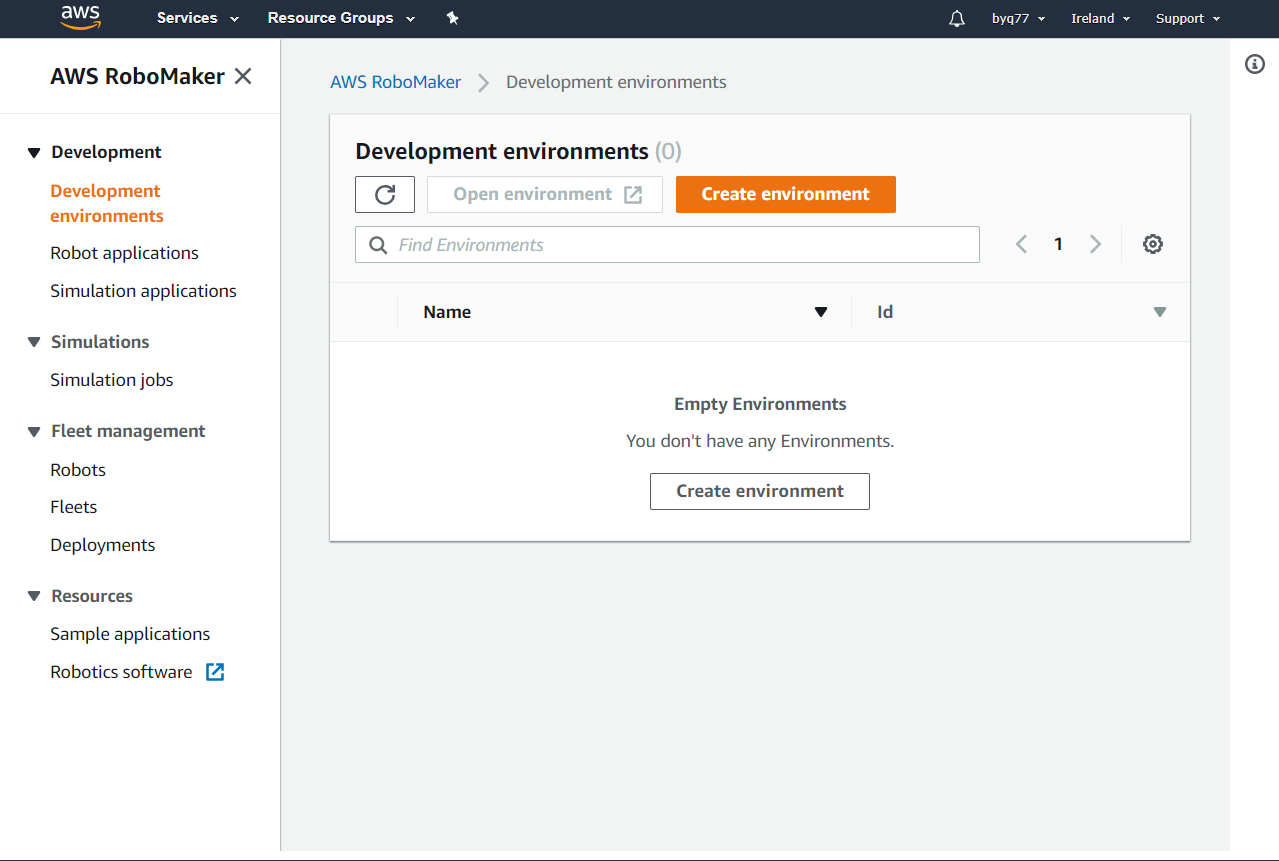 aws Services Resource Groups byq77 Ireland Support
AWS RoboMaker
Development
Development
environments
Robot applications
Simulation applications
Simulations
Simulation jobs
Fleet management
Robots
Fleets
Deployments
Resources
Sample applications
Robotics software
AWS RoboMaker Development environments
Development environments (0)
Open environment Create environment
Find Environments 1
Name Id
Empty Environments
You don't have any Environments.
Create environment